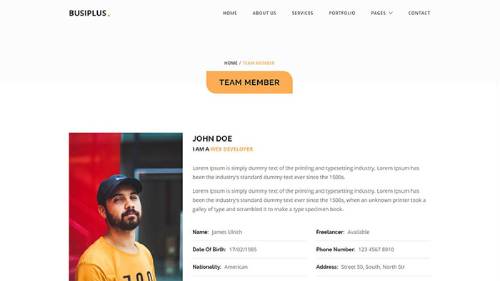 BUSIPLUS.
HOME ABOUT US SERVICES PORTFOLIO PAGES CONTACT
HOME / TEAM MEMBER
TEAM MEMBER
JOHN DOE
I AM A WEB DEVELOPER
Lorem Ipsum is simply dummy text of the printing and typesetting industry. Lorem Ipsum has
been the industry's standard dummy text ever since the 1500s.
Lorem Ipsum is simply dummy text of the printing and typesetting industry. Lorem Ipsum has
been the industry's standard dummy text ever since the 1500s, when an unknown printer took a
galley of type and scrambled it to make a type specimen book.
Name: James Ulrich Freelancer: Available
Date Of Birth: 17/02/1985 Phone Number: 123 4567 8910
Nationality: American Address: Street 50, South, North Str